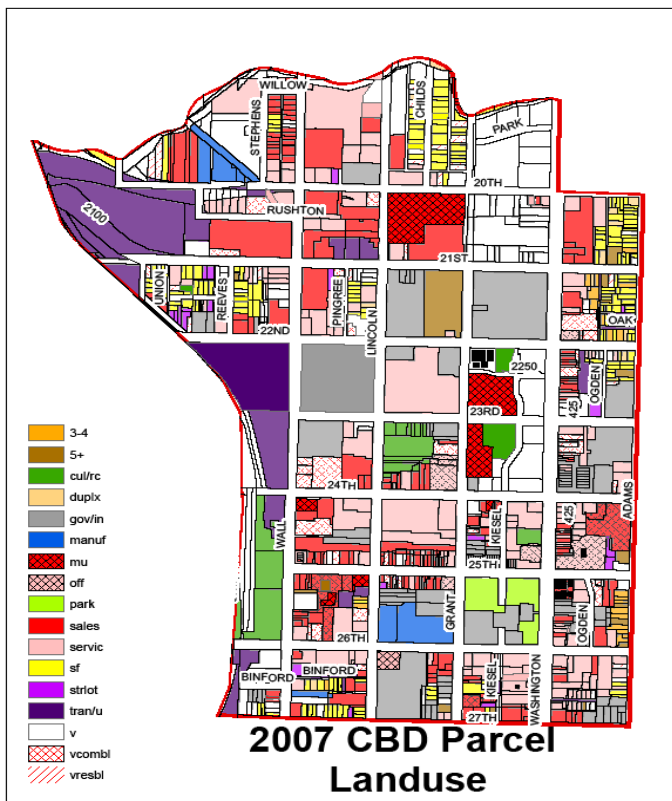 WILLOW
STEPHENS
CHILDS
PARK
20TH
2100
RUSHTON
21ST
UNION
REEVES
22ND
PINGREE
LINCOLN
OAK
2250
OGDEN
23RD
425
3-4
5+
cul/rc
duplx
gov/in
manuf
mu
off
park
sales
servic
sf
strlot
tran/u
v
vcombl
vresbl
24TH
WALL
KIESEL
425
ADAMS
25TH
GRANT
OGDEN
26TH
BINFORD
BINFORD
KIESEL
WASHINGTON
27TH
2007 CBD Parcel
Landuse